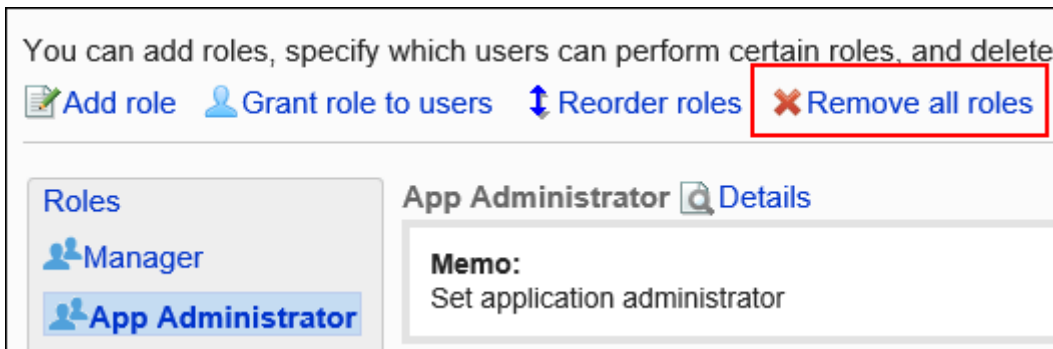 You can add roles, specify which users can perform certain roles, and delete
Add role Grant role to users Reorder roles Remove all roles
Roles
Manager
App Administrator
App Administrator Details
Memo:
Set application administrator